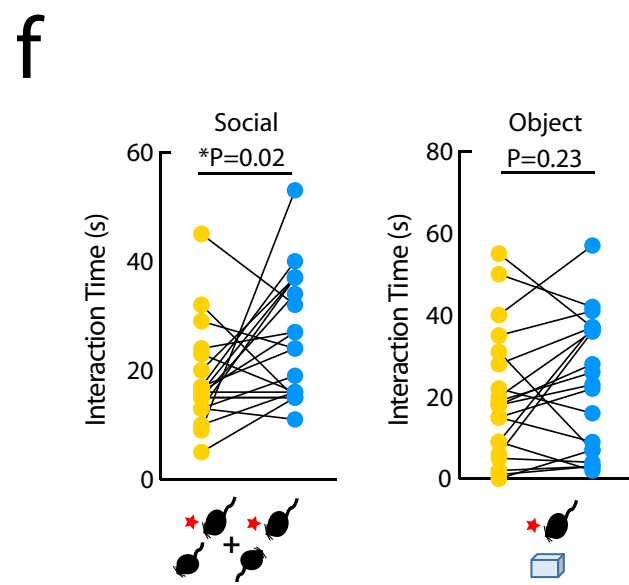 f
Social
*P=0.02
Interaction Time (s)
60
40
20
0
+
Object
P=0.23
Interaction Time (s)
80
60
40
20
0